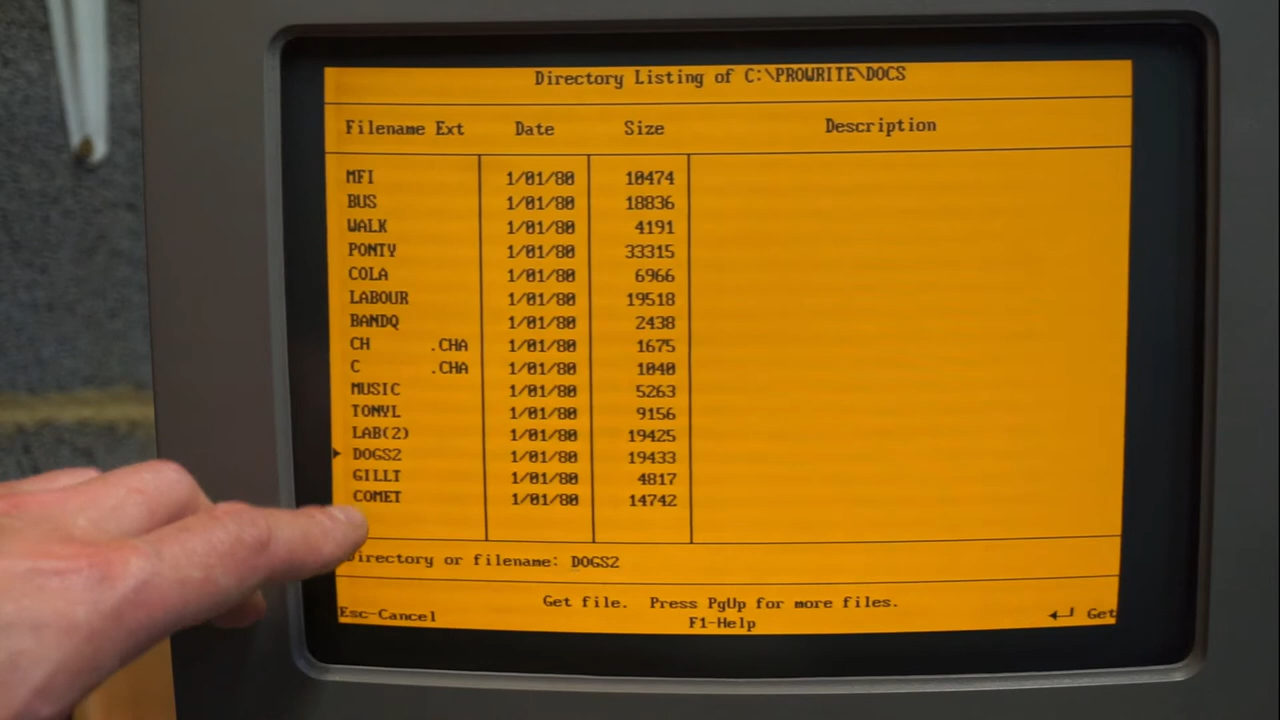 Directory Listing of C:\PROWRITE\DOCS
Filename Ext Date Size Description
MFI 1/01/80 10474
BUS 1/01/80 18836
WALK 1/01/80 4191
PONTY 1/01/80 33315
COLA 1/01/80 6966
LABOUR 1/01/80 19518
BANDQ 1/01/80 2438
CH .CHA 1/01/80 1675
C .CHA 1/01/80 1040
MUSIC 1/01/80 5263
TONYL 1/01/80 9156
LAB(2) 1/01/80 19425
DOGS2 1/01/80 19433
GILLT 1/01/80 4817
COMET 1/01/80 14742
Directory or filename: DOGS2
Get file. Press PgUp for more files.
Esc-Cancel F1-Help ↵ Get